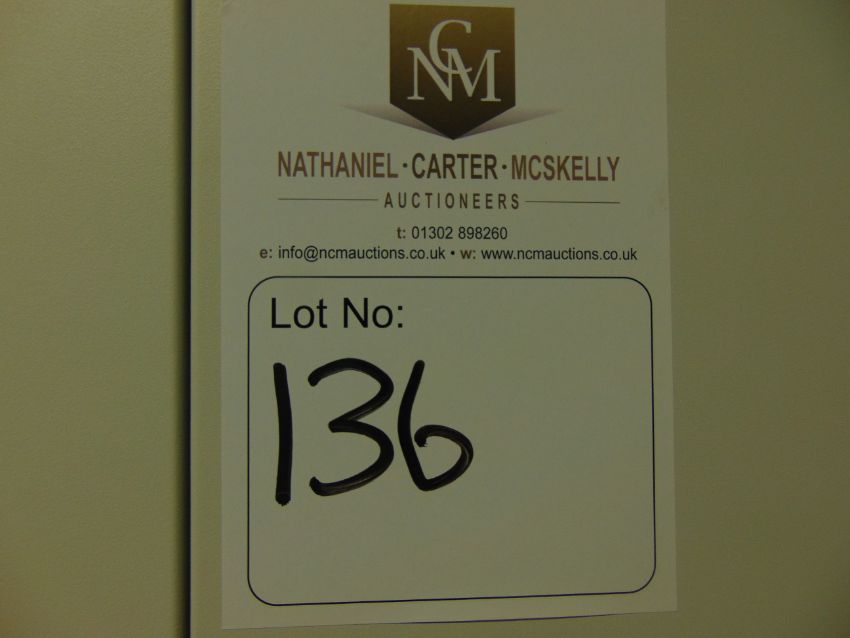 NCM
NATHANIEL · CARTER · MCSKELLY
AUCTIONEERS
t: 01302 898260
e: info@ncmauctions.co.uk • w: www.ncmauctions.co.uk
Lot No:
136